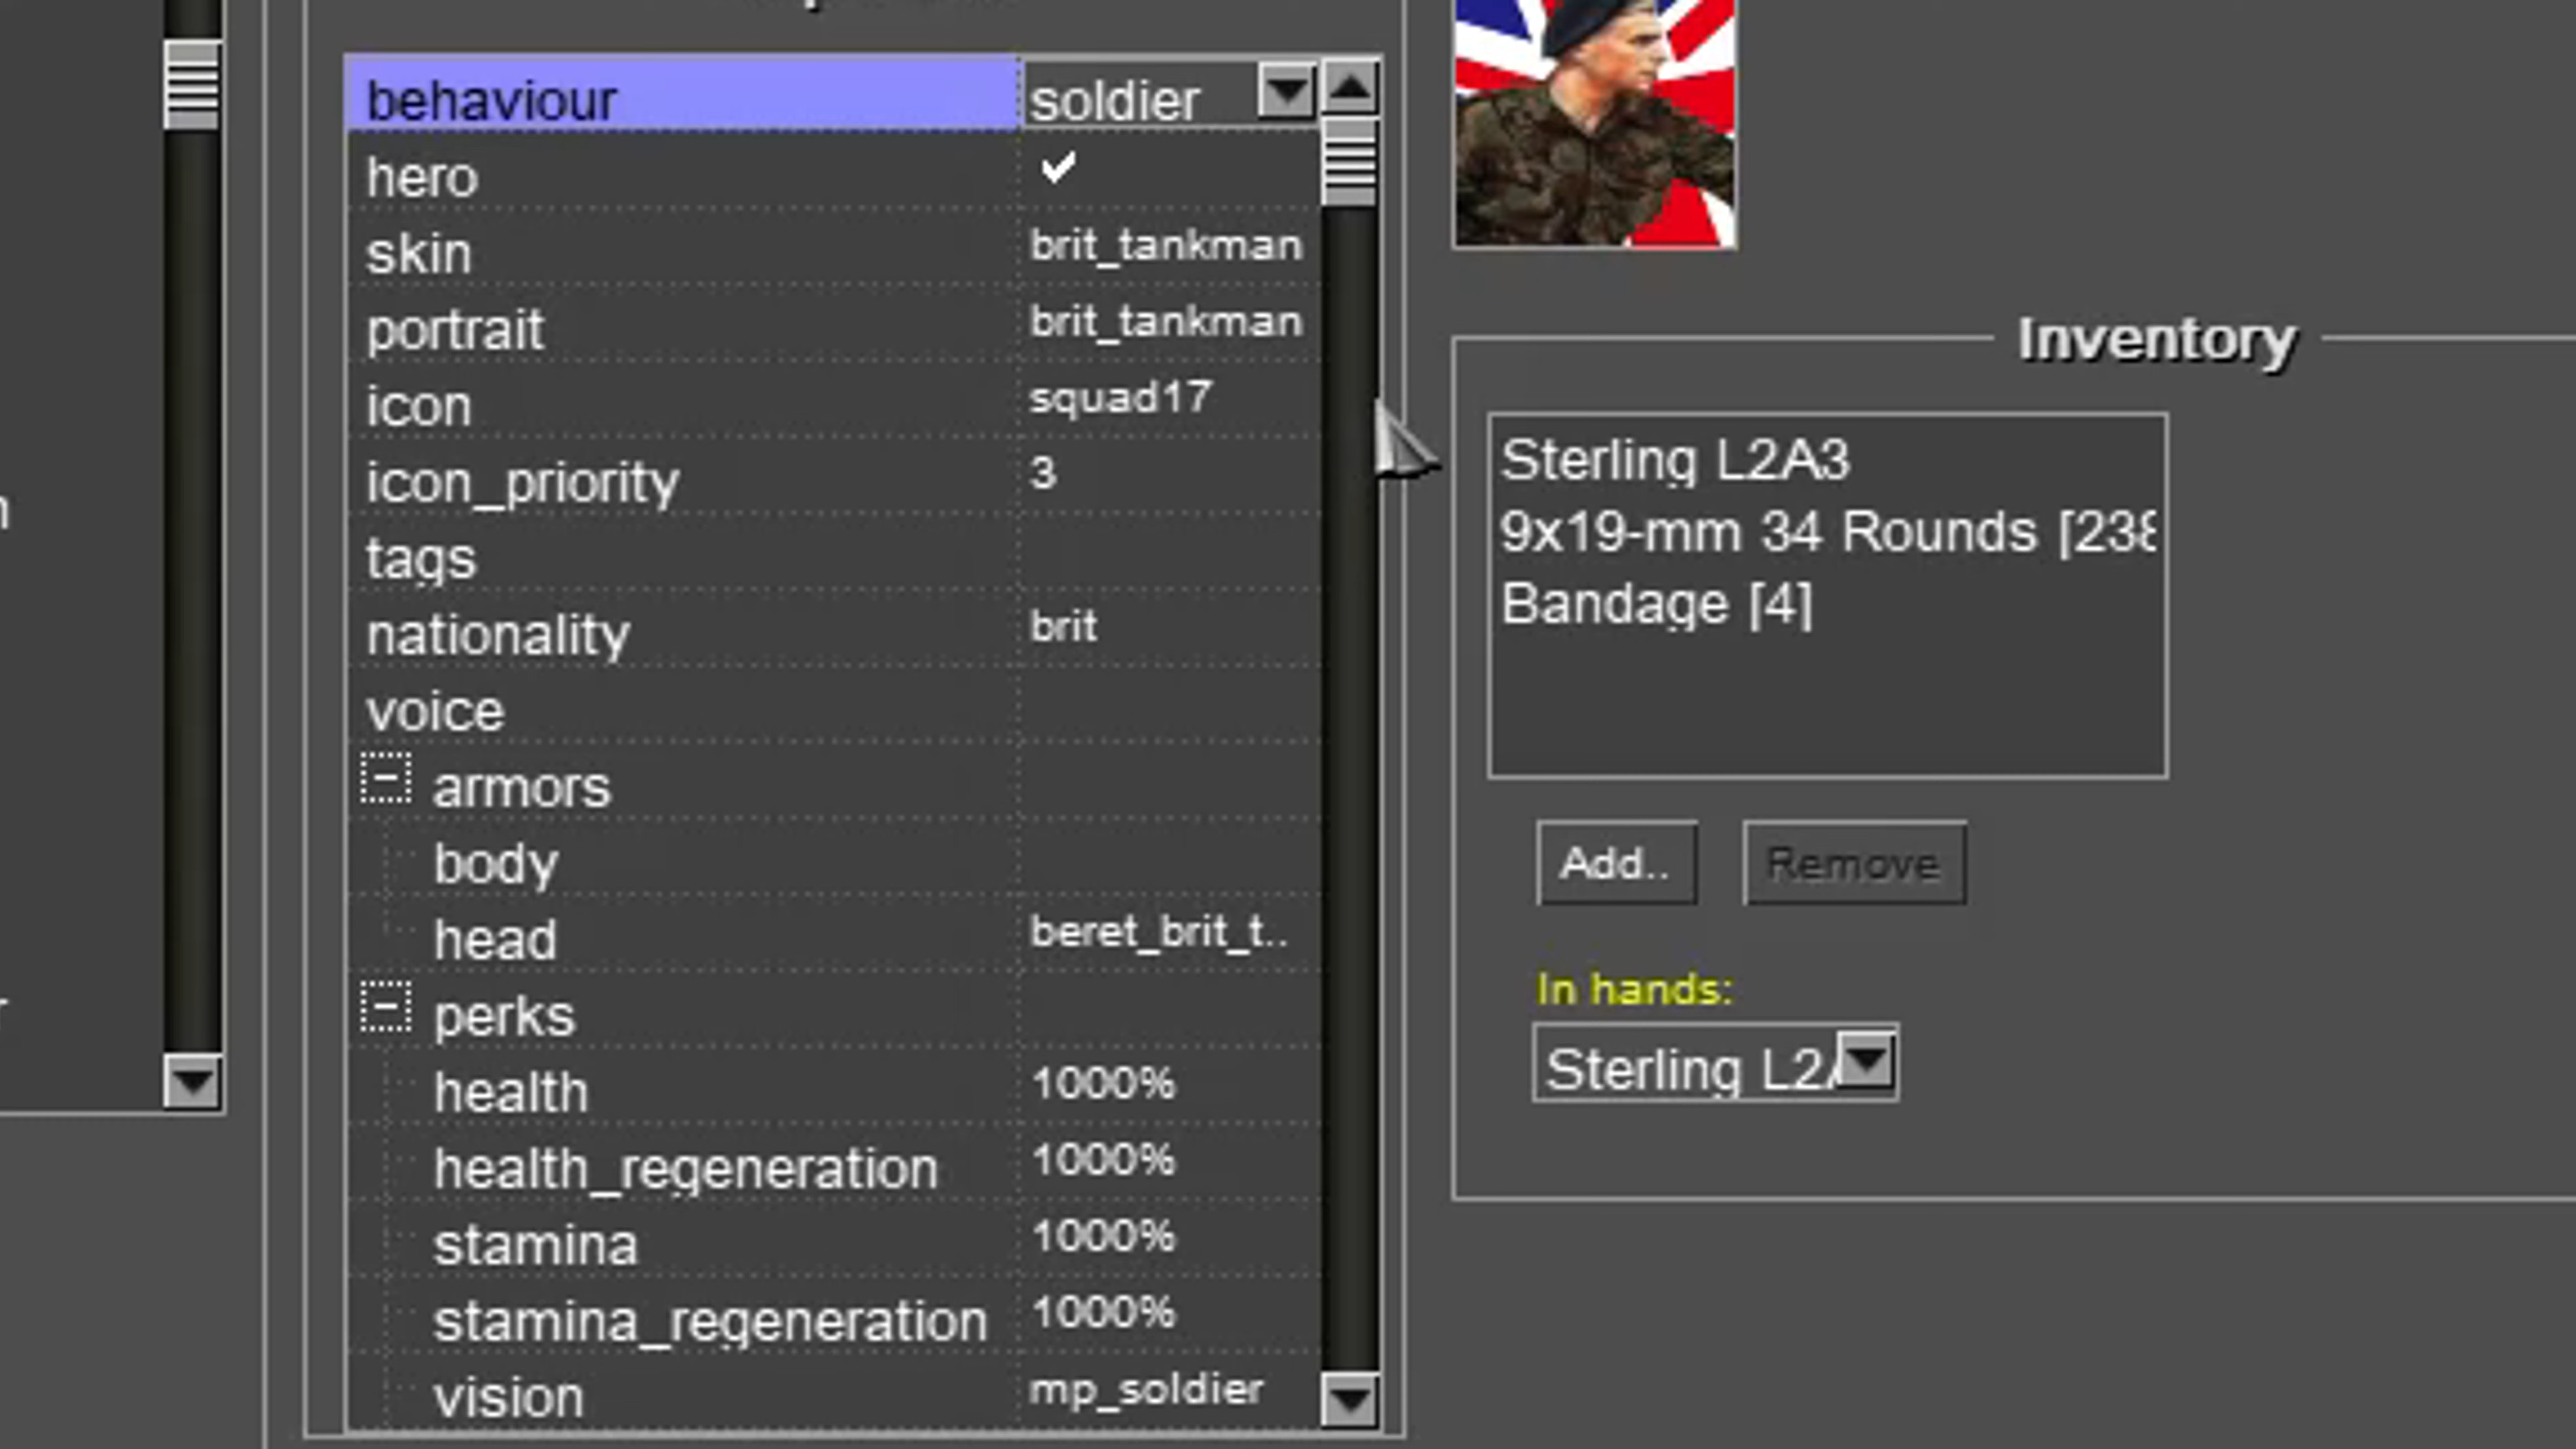 behaviour soldier
hero
skin brit_tankman
portrait brit_tankman
icon squad17
icon_priority 3
tags
nationality brit
voice
armors
body
head beret_brit_t..
perks
health 1000%
health_regeneration 1000%
stamina 1000%
stamina_regeneration 1000%
vision mp_soldier
Inventory
Sterling L2A3
9x19-mm 34 Rounds [238
Bandage [4]
Add..
Remove
In hands:
Sterling L2A